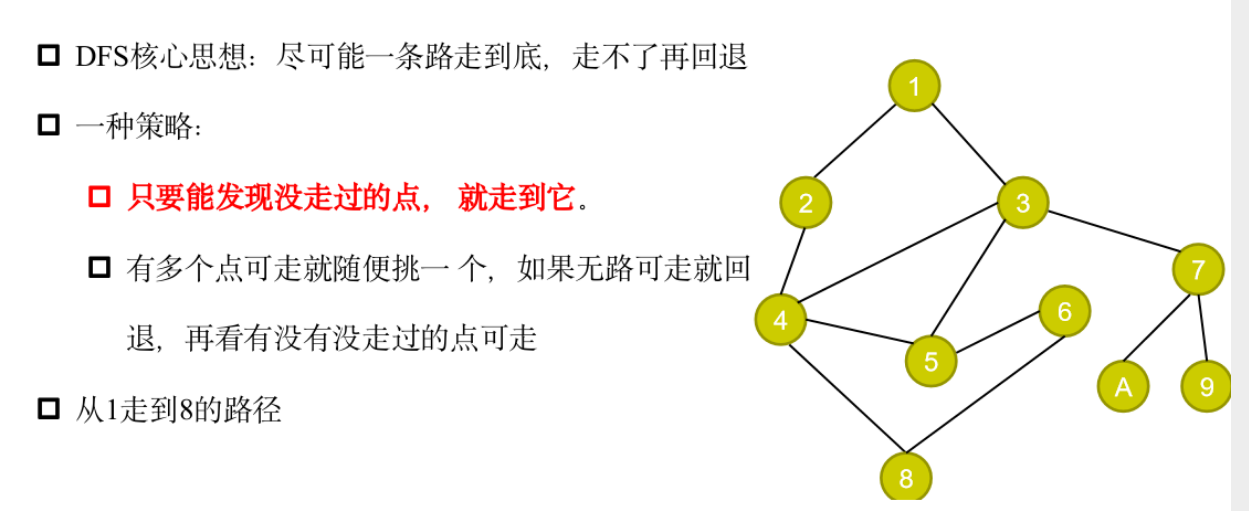 DFS核心思想：尽可能一条路走到底，走不了再回退
一种策略：
只要能发现没走过的点， 就走到它。
有多个点可走就随便挑一 个，如果无路可走就回
退，再看有没有没走过的点可走
从1走到8的路径
1
2
3
7
4
6
5
A
9
8